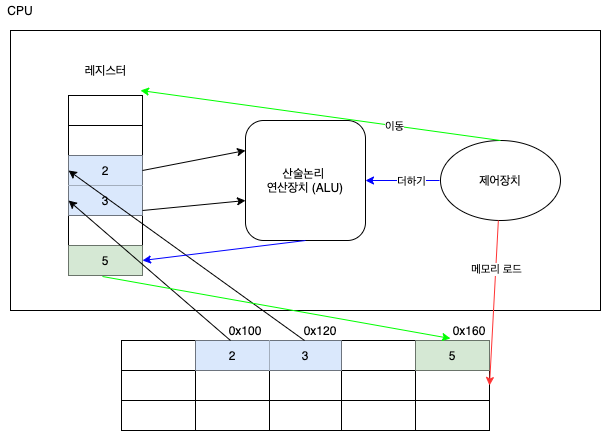 CPU
레지스터
이동
2
3
산술논리
연산장치 (ALU)
더하기
제어장치
5
메모리 로드
0x100
0x120
0x160
2
3
5